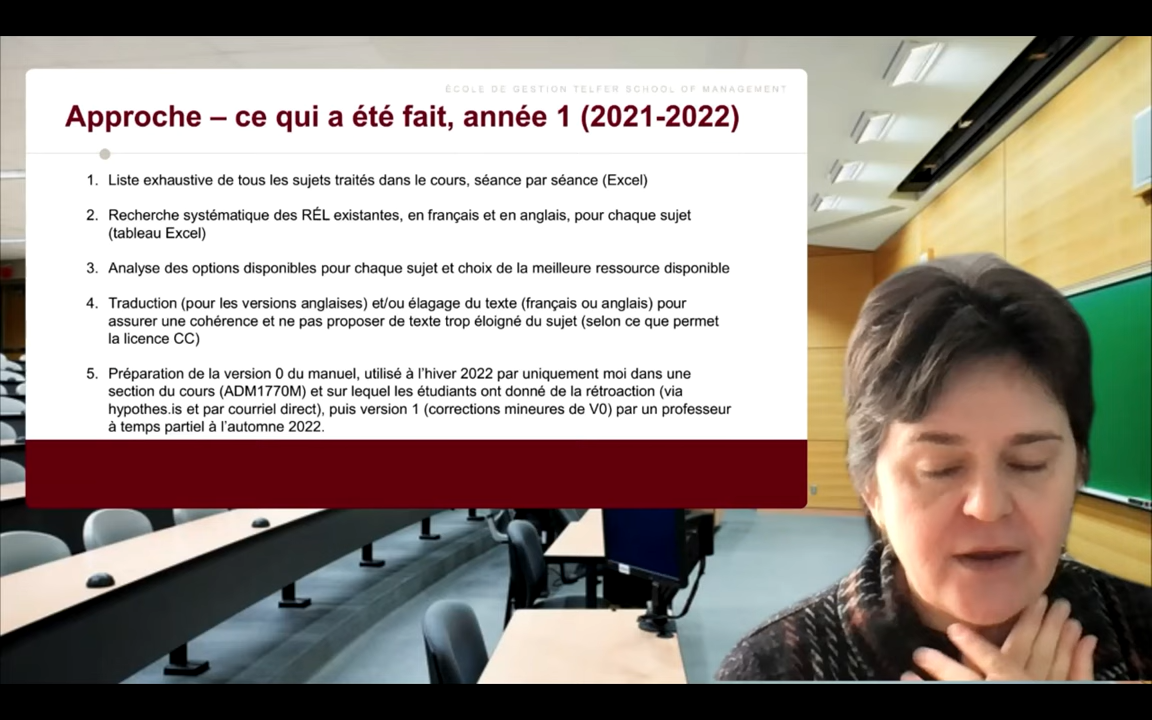 ÉCOLE DE GESTION TELFER SCHOOL OF MANAGEMENT
Approche – ce qui a été fait, année 1 (2021-2022)
1. Liste exhaustive de tous les sujets traités dans le cours, séance par séance (Excel)
2. Recherche systématique des RÉL existantes, en français et en anglais, pour chaque sujet
(tableau Excel)
3. Analyse des options disponibles pour chaque sujet et choix de la meilleure ressource disponible
4. Traduction (pour les versions anglaises) et/ou élagage du texte (français ou anglais) pour
assurer une cohérence et ne pas proposer de texte trop éloigné du sujet (selon ce que permet
la licence CC)
5. Préparation de la version 0 du manuel, utilisé à l'hiver 2022 par uniquement moi dans une
section du cours (ADM1770M) et sur lequel les étudiants ont donné de la rétroaction (via
hypothes.is et par courriel direct), puis version 1 (corrections mineures de V0) par un professeur
à temps partiel à l'automne 2022.